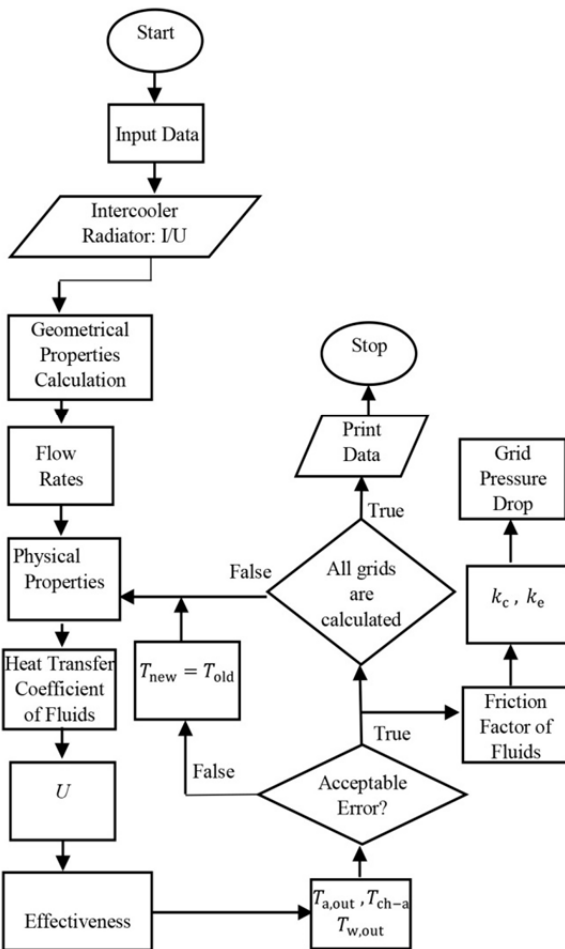 Start
Input Data
Intercooler
Radiator: I/U
Geometrical
Properties
Calculation
Flow
Rates
Physical
Properties
Heat Transfer
Coefficient
of Fluids
U
Effectiveness
T_a,out , T_ch−a
T_w,out
Acceptable
Error?
False
T_new = T_old
True
Friction
Factor of
Fluids
k_c , k_e
Grid
Pressure
Drop
All grids
are
calculated
False
True
Print
Data
Stop